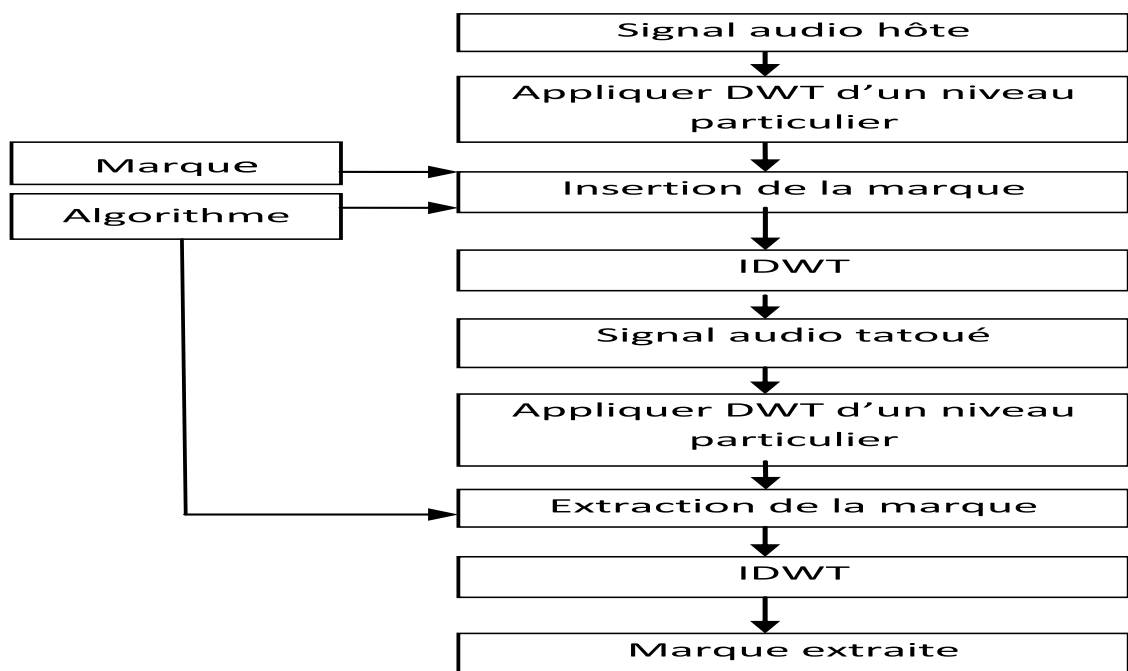 Signal audio hôte
Appliquer DWT d'un niveau
particulier
Marque
Insertion de la marque
Algorithme
IDWT
Signal audio tatoué
Appliquer DWT d'un niveau
particulier
Extraction de la marque
IDWT
Marque extraite